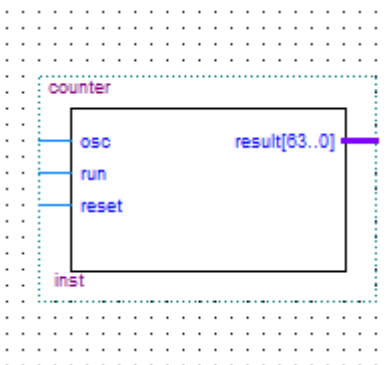 counter
osc result[63..0]
run
reset
inst